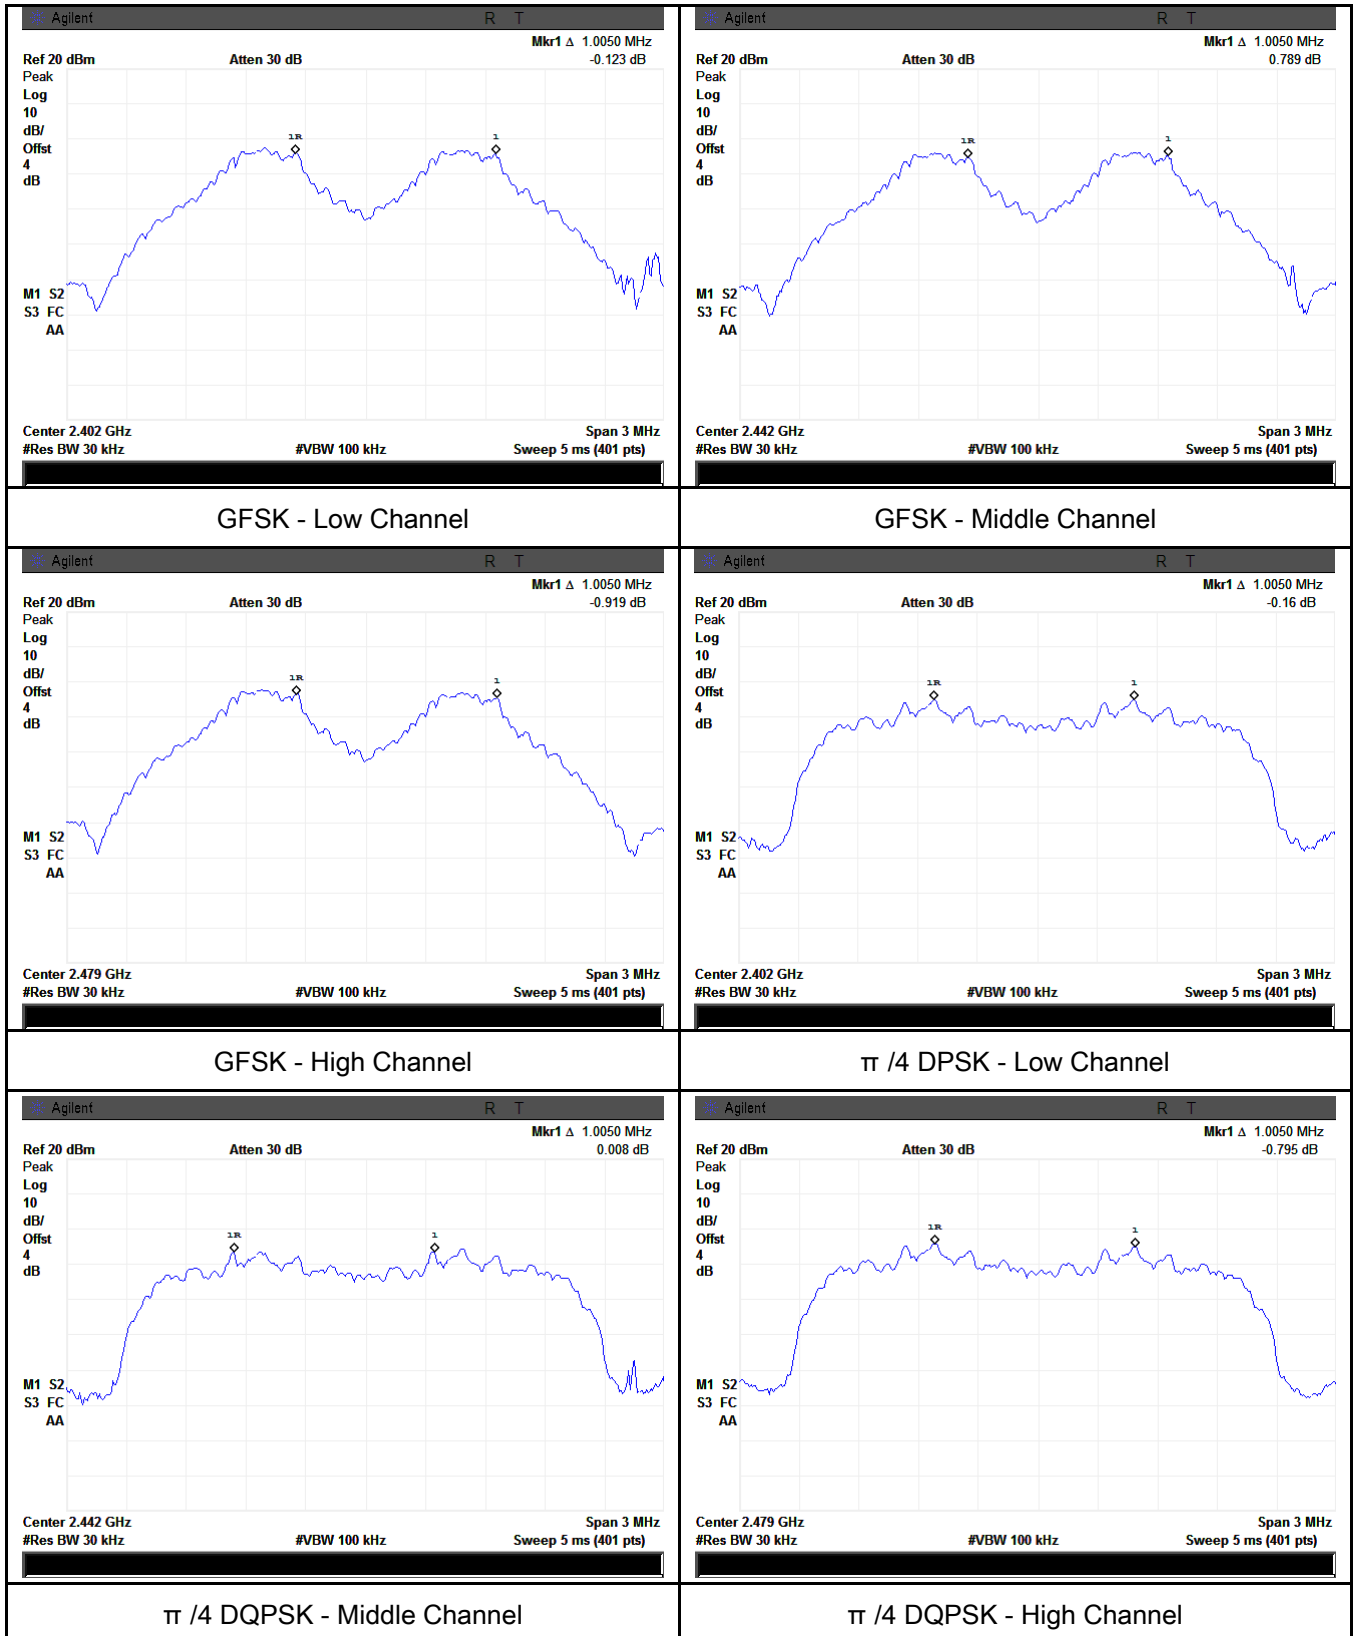 Agilent R T
Mkr1 Δ 1.0050 MHz
Ref 20 dBm Atten 30 dB -0.123 dB
Peak
Log
10
dB/
Offst
4
dB
1R 1
M1 S2
S3 FC
AA
Center 2.402 GHz Span 3 MHz
#Res BW 30 kHz #VBW 100 kHz Sweep 5 ms (401 pts)
GFSK - Low Channel
Agilent R T
Mkr1 Δ 1.0050 MHz
Ref 20 dBm Atten 30 dB 0.789 dB
Peak
Log
10
dB/
Offst
4
dB
1R 1
M1 S2
S3 FC
AA
Center 2.442 GHz Span 3 MHz
#Res BW 30 kHz #VBW 100 kHz Sweep 5 ms (401 pts)
GFSK - Middle Channel
Agilent R T
Mkr1 Δ 1.0050 MHz
Ref 20 dBm Atten 30 dB -0.919 dB
Peak
Log
10
dB/
Offst
4
dB
1R 1
M1 S2
S3 FC
AA
Center 2.479 GHz Span 3 MHz
#Res BW 30 kHz #VBW 100 kHz Sweep 5 ms (401 pts)
GFSK - High Channel
Agilent R T
Mkr1 Δ 1.0050 MHz
Ref 20 dBm Atten 30 dB -0.16 dB
Peak
Log
10
dB/
Offst
4
dB
1R 1
M1 S2
S3 FC
AA
Center 2.402 GHz Span 3 MHz
#Res BW 30 kHz #VBW 100 kHz Sweep 5 ms (401 pts)
π /4 DPSK - Low Channel
Agilent R T
Mkr1 Δ 1.0050 MHz
Ref 20 dBm Atten 30 dB 0.008 dB
Peak
Log
10
dB/
Offst
4
dB
1R 1
M1 S2
S3 FC
AA
Center 2.442 GHz Span 3 MHz
#Res BW 30 kHz #VBW 100 kHz Sweep 5 ms (401 pts)
π /4 DQPSK - Middle Channel
Agilent R T
Mkr1 Δ 1.0050 MHz
Ref 20 dBm Atten 30 dB -0.795 dB
Peak
Log
10
dB/
Offst
4
dB
1R 1
M1 S2
S3 FC
AA
Center 2.479 GHz Span 3 MHz
#Res BW 30 kHz #VBW 100 kHz Sweep 5 ms (401 pts)
π /4 DQPSK - High Channel